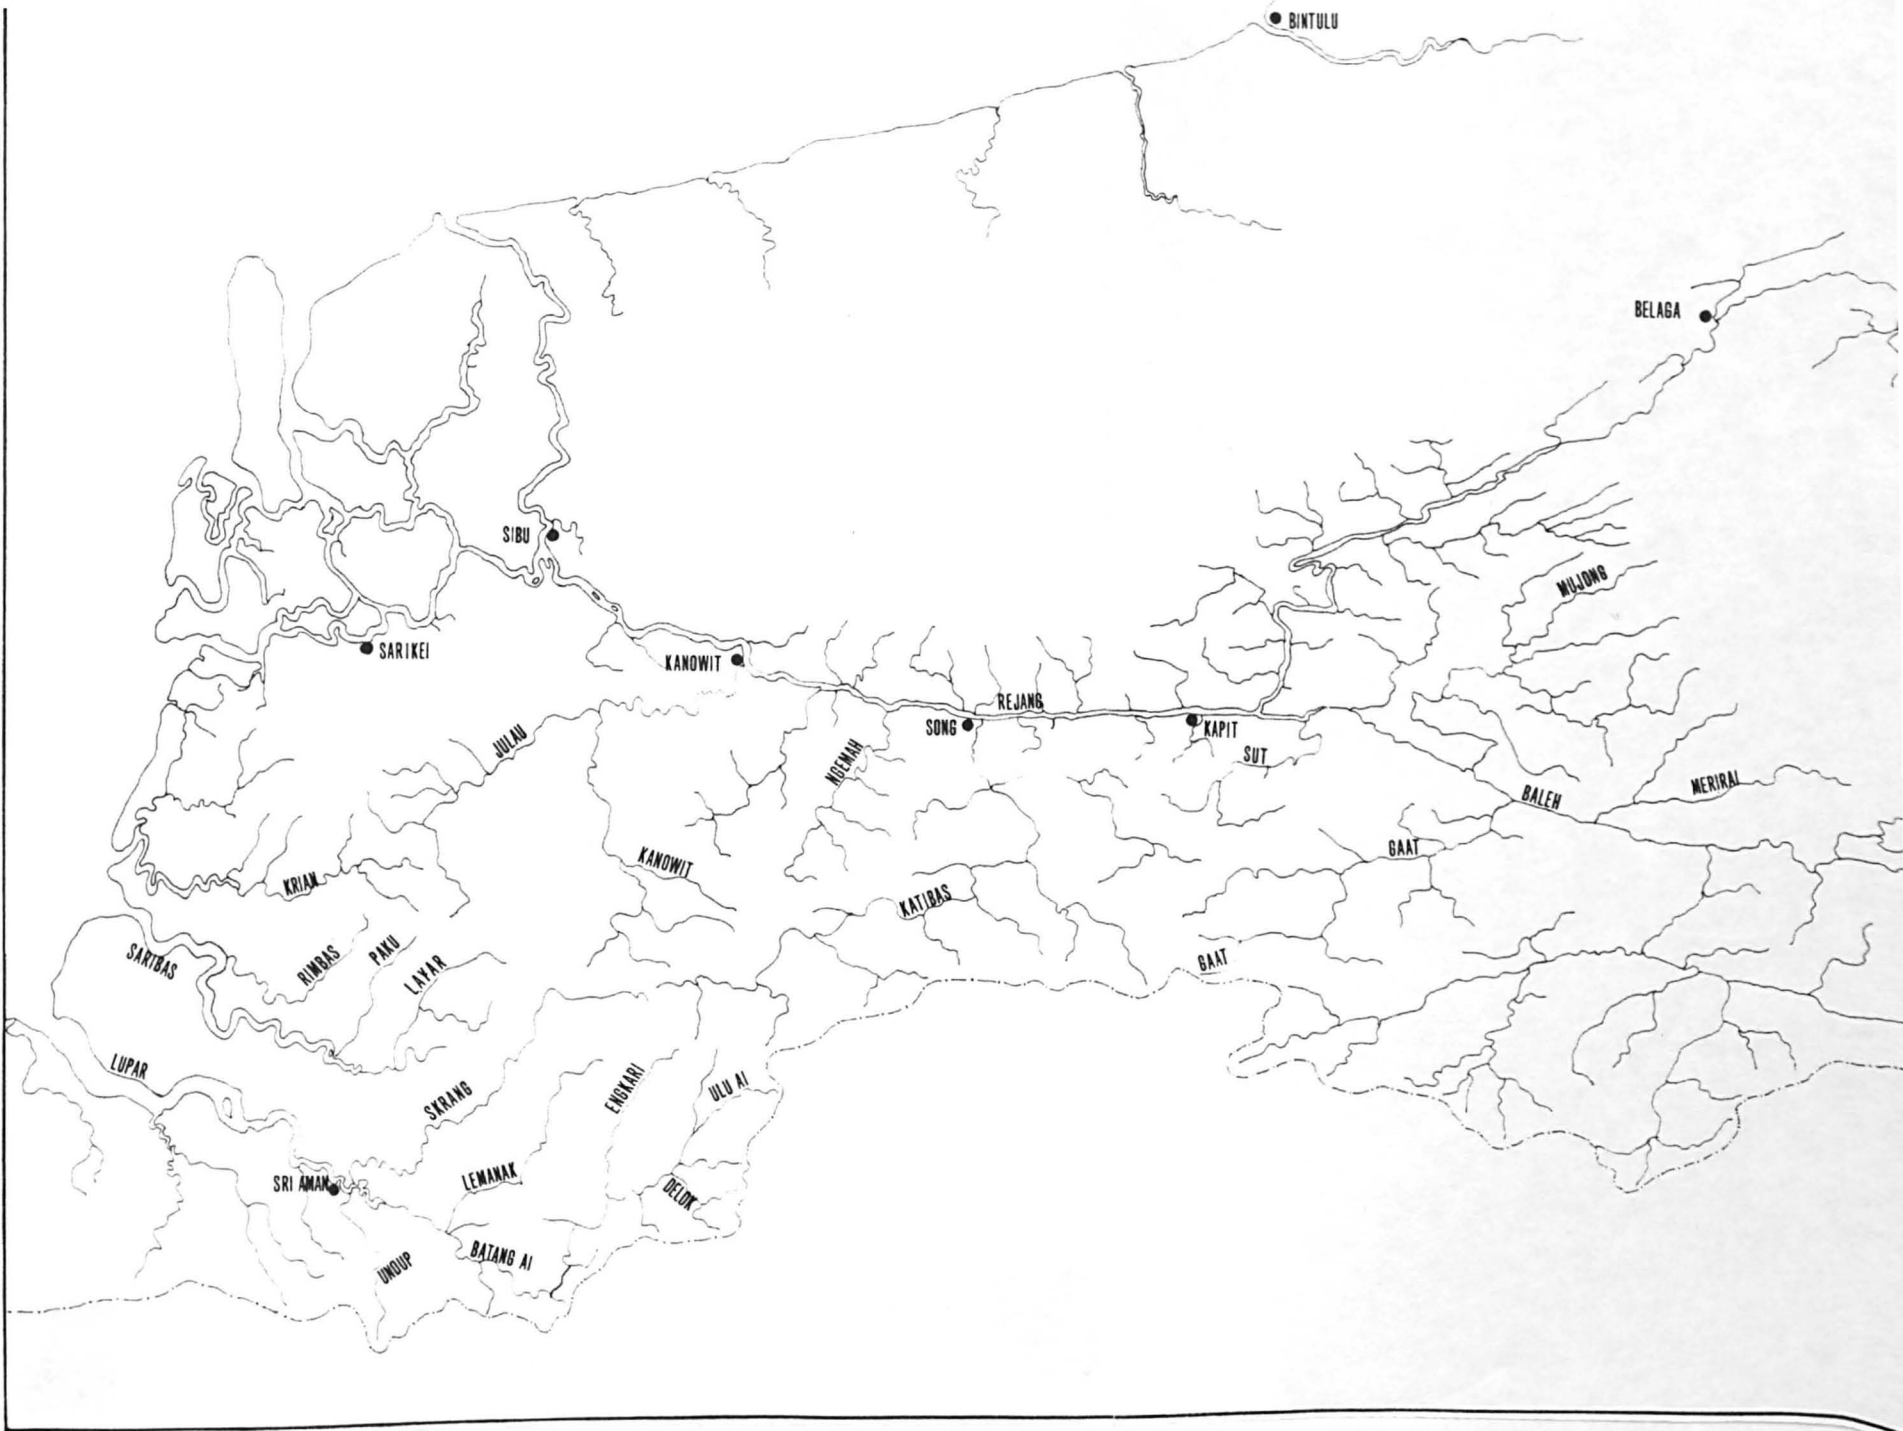 BINTULU
BELAGA
SIBU
MUJONG
SARIKEI
KANOWIT
REJANG
SONG
KAPIT
JULAU
NGEMAH
SUT
MERIRAI
BALEH
GAAT
KANOWIT
KRIAN
KATIBAS
SARIBAS
RIMBAS
PAKU
LAYAR
GAAT
LUPAR
SKRANG
ENGKARI
ULU AI
SRI AMAN
LEMANAK
DELOK
BATANG AI
UNDUP